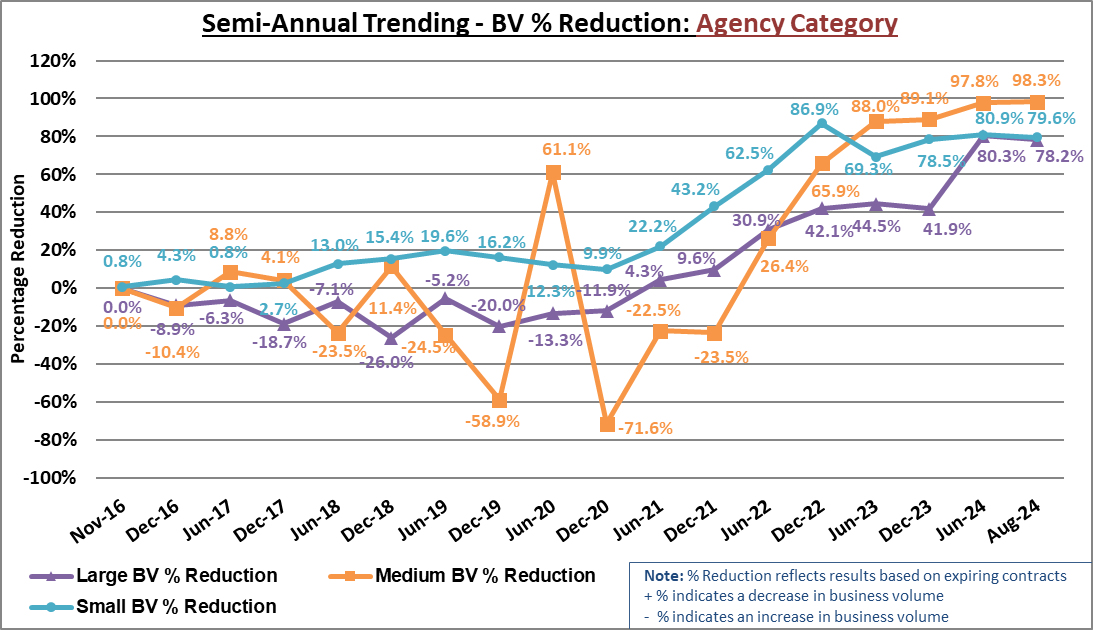 Semi-Annual Trending - BV % Reduction: Agency Category
Percentage Reduction
120%
100%
80%
60%
40%
20%
0%
-20%
-40%
-60%
-80%
-100%
97.8% 98.3%
86.9% 88.0% 89.1% 80.9% 79.6%
61.1% 62.5% 69.3% 78.5% 80.3% 78.2%
43.2% 65.9%
8.8% 13.0% 15.4% 19.6% 16.2% 22.2% 30.9% 42.1% 44.5% 41.9%
0.8% 4.3% 0.8% 4.1% 9.9% 4.3% 9.6% 26.4%
0.0% 2.7% -7.1% 11.4% -5.2% -20.0% 12.3% -11.9%
0.0% -8.9% -6.3% -18.7% -13.3% -22.5%
-10.4% -23.5% -26.0% -24.5% -23.5%
-58.9% -71.6%
Nov-16 Dec-16 Jun-17 Dec-17 Jun-18 Dec-18 Jun-19 Dec-19 Jun-20 Dec-20 Jun-21 Dec-21 Jun-22 Dec-22 Jun-23 Dec-23 Jun-24 Aug-24
Large BV % Reduction Medium BV % Reduction
Small BV % Reduction
Note: % Reduction reflects results based on expiring contracts
+ % indicates a decrease in business volume
- % indicates an increase in business volume